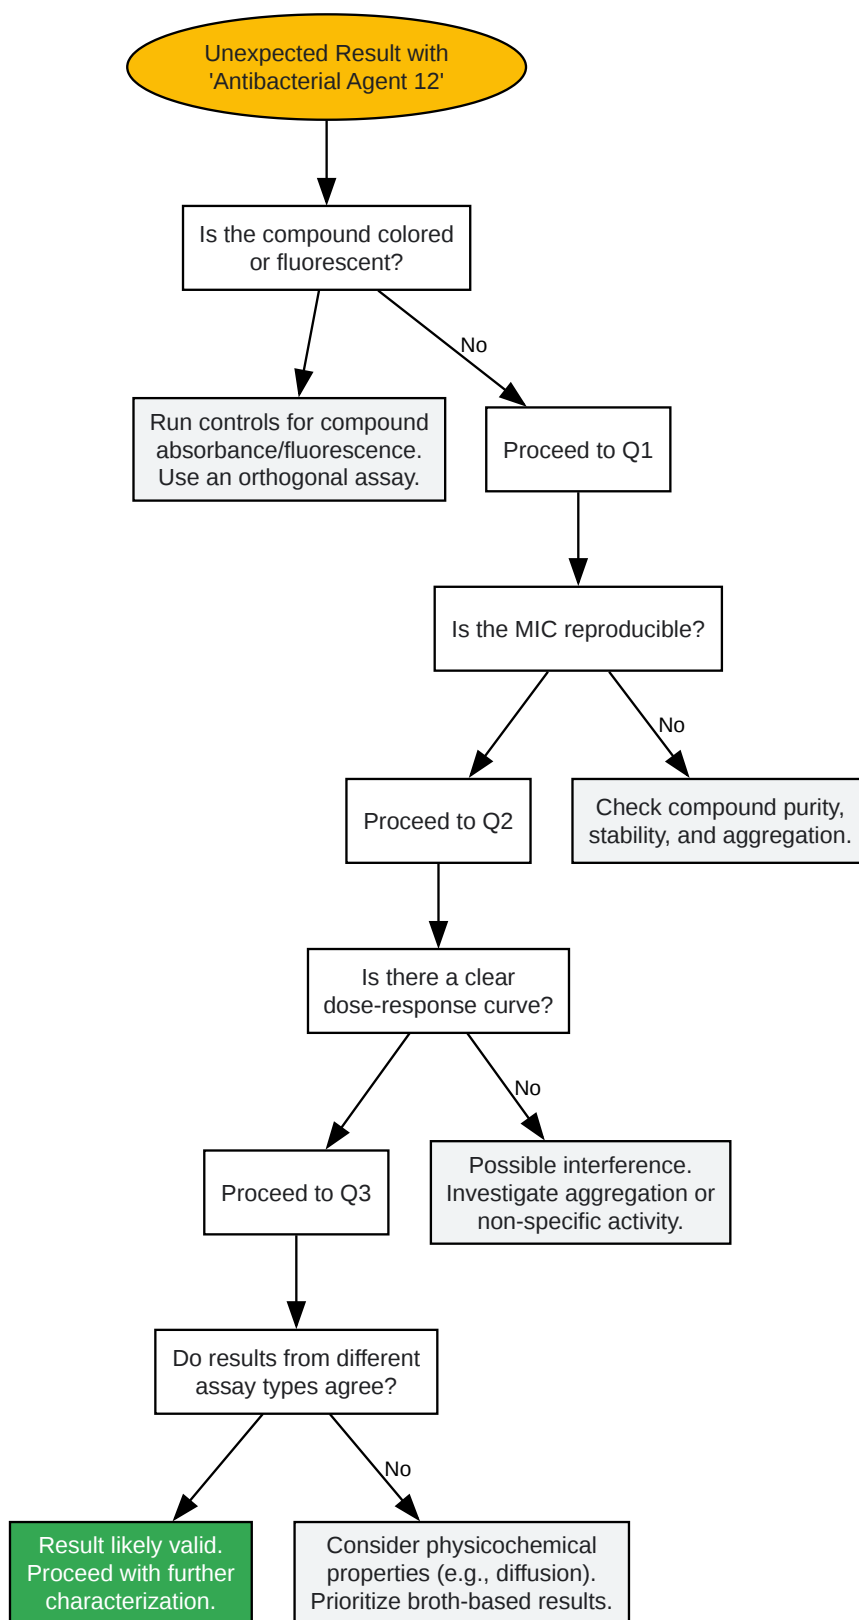 Unexpected Result with
'Antibacterial Agent 12'
Is the compound colored
or fluorescent?
No
Run controls for compound
absorbance/fluorescence.
Use an orthogonal assay.
Proceed to Q1
Is the MIC reproducible?
No
Proceed to Q2
Check compound purity,
stability, and aggregation.
Is there a clear
dose-response curve?
No
Proceed to Q3
Possible interference.
Investigate aggregation or
non-specific activity.
Do results from different
assay types agree?
No
Result likely valid.
Proceed with further
characterization.
Consider physicochemical
properties (e.g., diffusion).
Prioritize broth-based results.